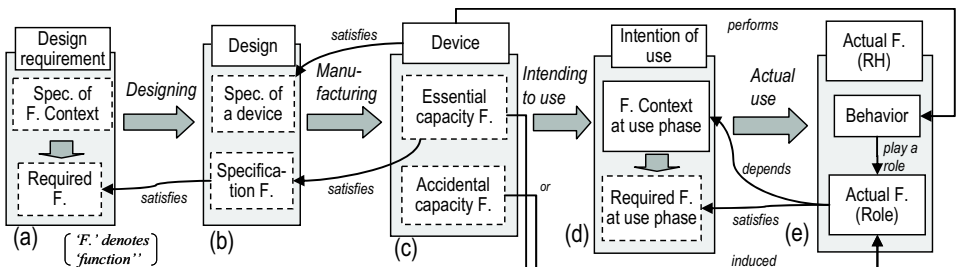 Design
requirement
Spec. of
F. Context
Required
F.
(a)
'F.' denotes
'function''
Designing
satisfies
Design
Spec. of
a device
Specifica-
tion F.
(b)
satisfies
Manu-
facturing
satisfies
Device
Essential
capacity F.
Accidental
capacity F.
(c)
Intending
to use
or
Intention of
use
F. Context
at use phase
Required F.
at use phase
(d)
performs
Actual
use
depends
satisfies
induced
Actual F.
(RH)
Behavior
play a
role
Actual F.
(Role)
(e)